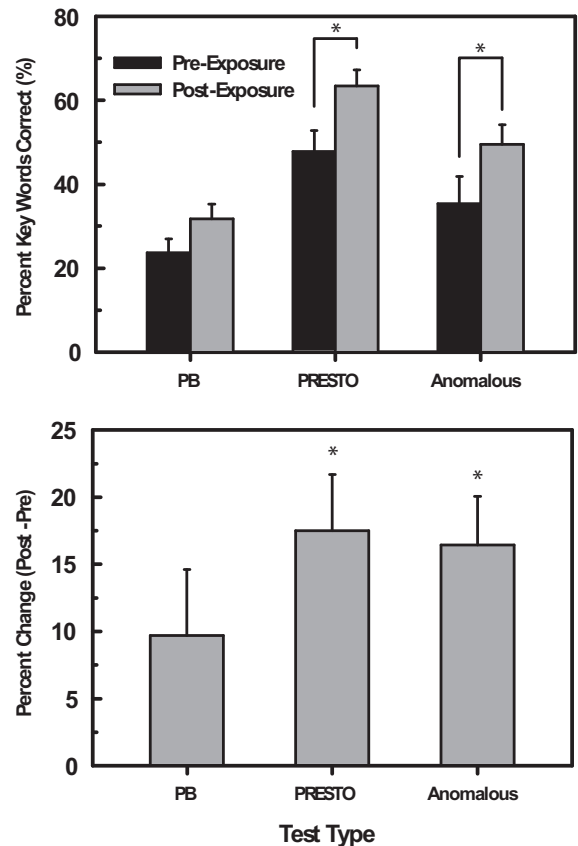 80
60
40
20
0
Percent Key Words Correct (%)
Pre-Exposure
Post-Exposure
*
*
PB
PRESTO
Anomalous
25
20
15
10
5
0
Percent Change (Post -Pre)
*
*
PB
PRESTO
Anomalous
Test Type